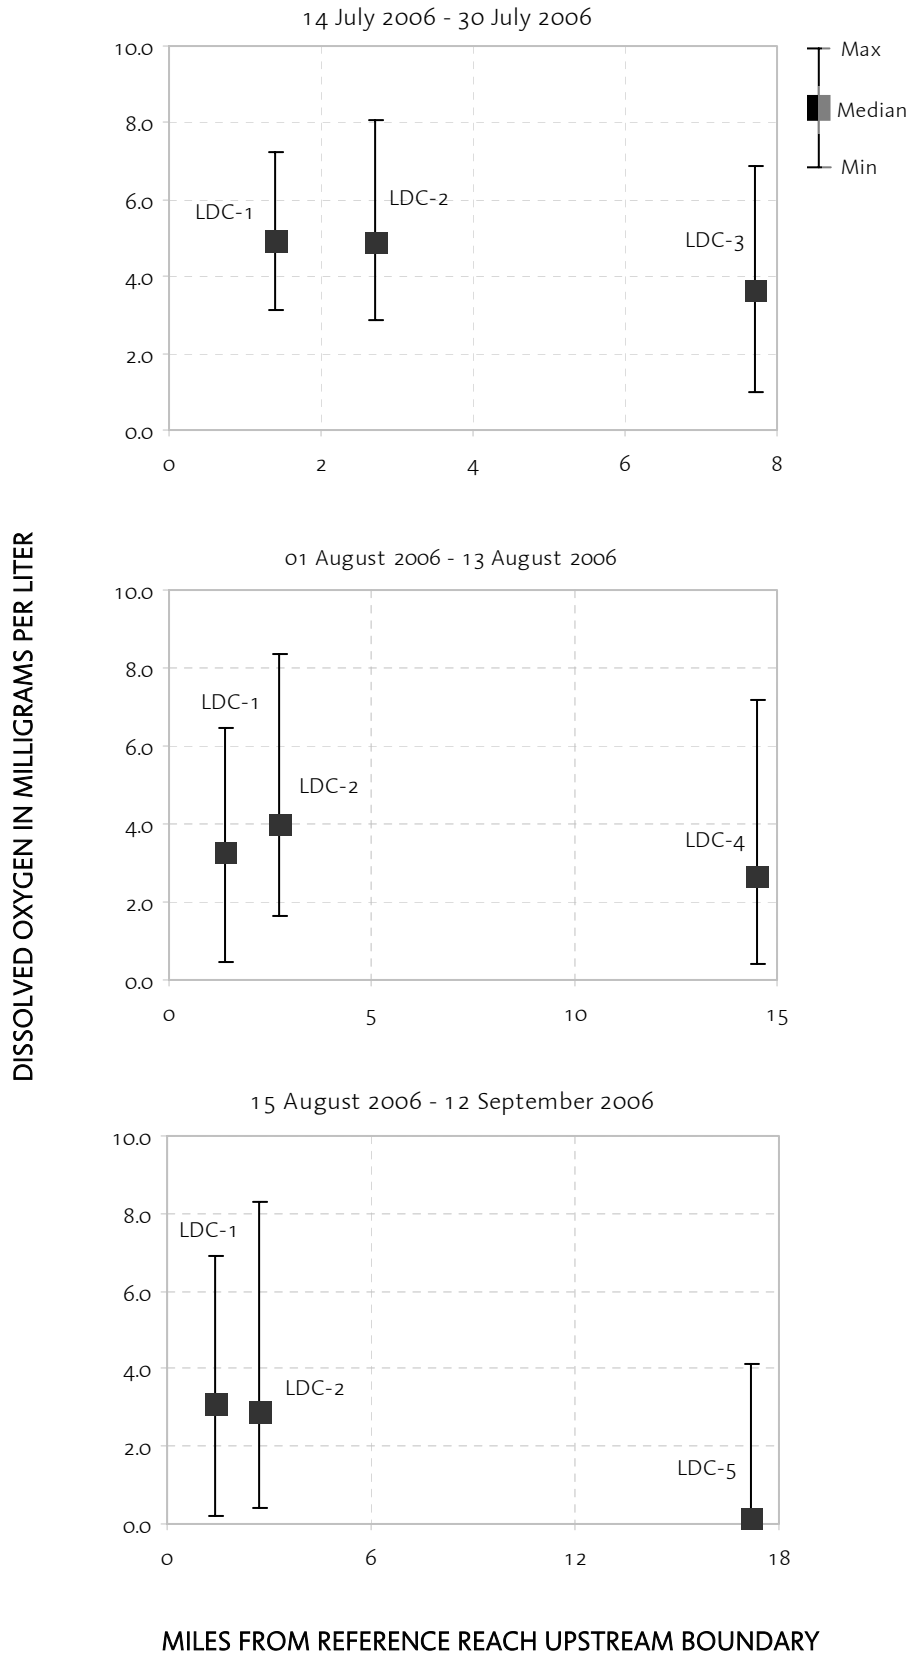 14 July 2006 - 30 July 2006
10.0
Max
8.0
Median
Min
6.0
LDC-1
LDC-2
LDC-3
4.0
2.0
0.0
0 2 4 6 8
DISSOLVED OXYGEN IN MILLIGRAMS PER LITER
01 August 2006 - 13 August 2006
10.0
8.0
LDC-1
6.0
LDC-2
4.0
LDC-4
2.0
0.0
0 5 10 15
15 August 2006 - 12 September 2006
10.0
8.0
LDC-1
6.0
4.0
LDC-2
2.0
LDC-5
0.0
0 6 12 18
MILES FROM REFERENCE REACH UPSTREAM BOUNDARY